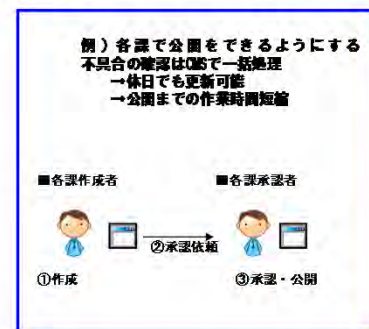 例）各課で公開をできるようにする
不具合の確認はCMSで一括処理
→休日でも更新可能
→公開までの作業時間短縮
■各課作成者
■各課承認者
②承認依頼
①作成
③承認・公開